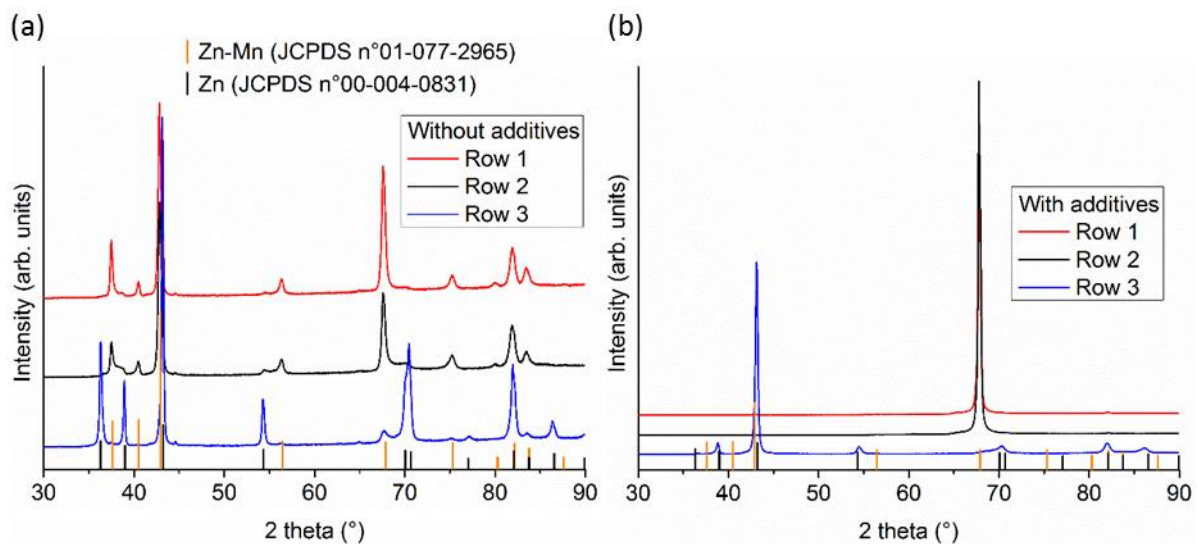 (a)
Zn-Mn (JCPDS n°01-077-2965)
Zn (JCPDS n°00-004-0831)
Without additives
Row 1
Row 2
Row 3
Intensity (arb. units)
30 40 50 60 70 80 90
2 theta (°)
(b)
With additives
Row 1
Row 2
Row 3
Intensity (arb. units)
30 40 50 60 70 80 90
2 theta (°)